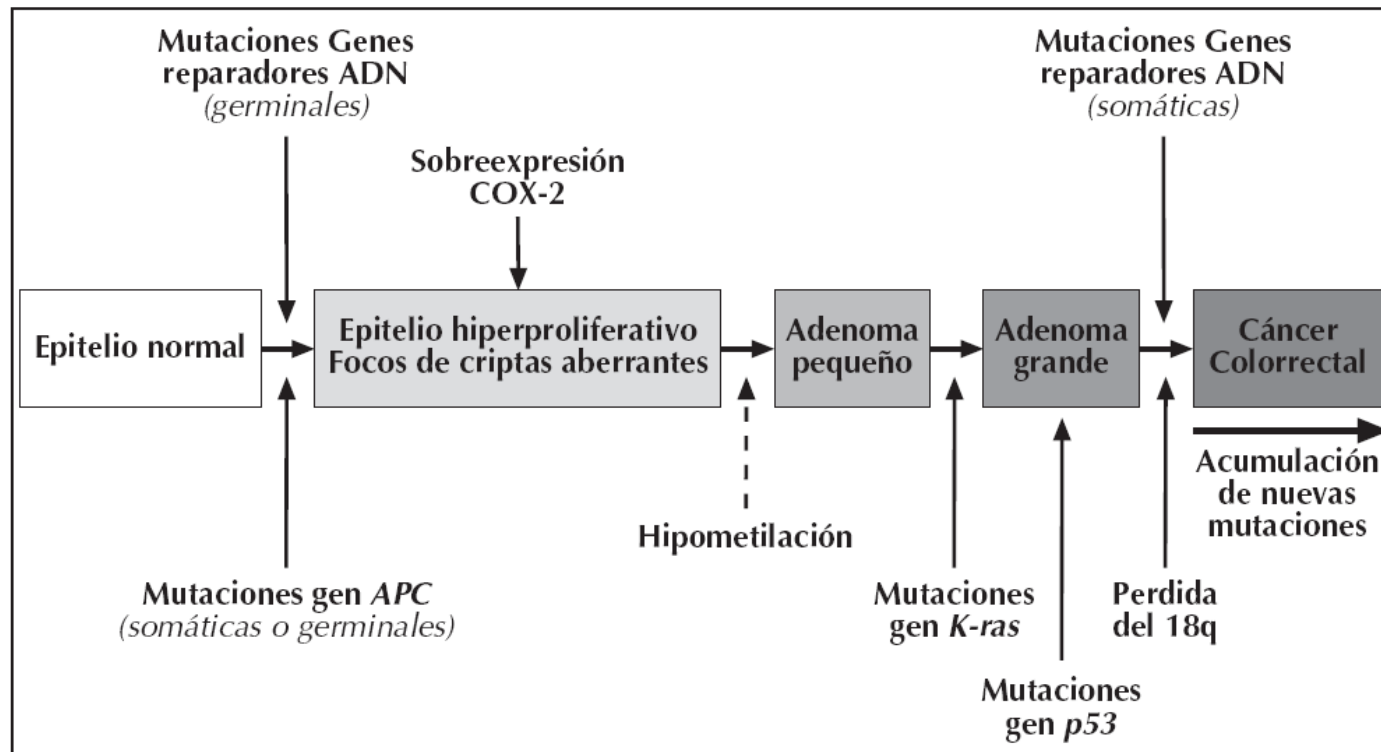 Mutaciones Genes
reparadores ADN
(germinales)
Mutaciones Genes
reparadores ADN
(somáticas)
Sobreexpresión
COX-2
Epitelio normal
Epitelio hiperproliferativo
Focos de criptas aberrantes
Adenoma
pequeño
Adenoma
grande
Cáncer
Colorrectal
Acumulación
de nuevas
mutaciones
Hipometilación
Mutaciones gen APC
(somáticas o germinales)
Mutaciones
gen K-ras
Perdida
del 18q
Mutaciones
gen p53